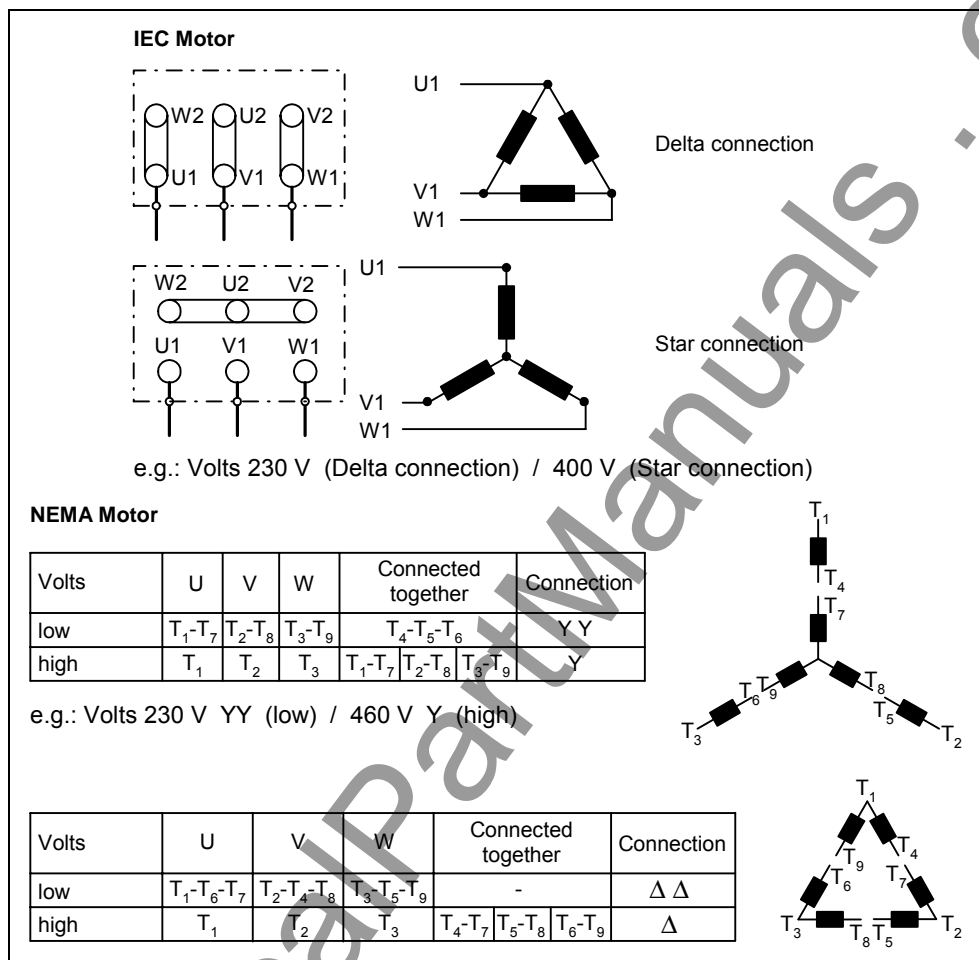 IEC Motor
W2 U2 V2
U1 V1 W1
U1
V1
W1
Delta connection
W2 U2 V2
U1 V1 W1
U1
V1
W1
Star connection
e.g.: Volts 230 V (Delta connection) / 400 V (Star connection)
NEMA Motor
Volts U V W Connected together Connection
low T1-T7 T2-T8 T3-T9 T4-T5-T6 Y Y
high T1 T2 T3 T1-T7 T2-T8 T3-T9 Y
e.g.: Volts 230 V YY (low) / 460 V Y (high)
T1
T4
T7
T6 T9 T8
T5
T3 T2
Volts U V W Connected together Connection
low T1-T6-T7 T2-T4-T8 T3-T5-T9 - Δ Δ
high T1 T2 T3 T4-T7 T5-T8 T6-T9 Δ
T1
T9 T4
T6 T7
T3 T8 T5 T2
alPartManuals .